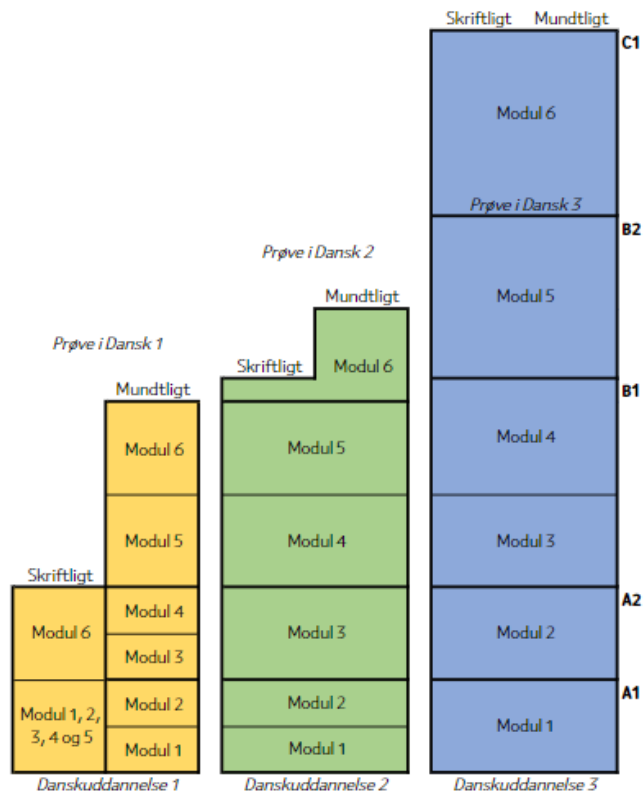 Skriftligt Mundtligt
C1
Modul 6
Prøve i Dansk 3
B2
Prøve i Dansk 2
Modul 5
Mundtligt
Prøve i Dansk 1
Skriftligt
Modul 6
B1
Mundtligt
Modul 4
Modul 6
Modul 5
Modul 5
Modul 4
Modul 3
Skriftligt
A2
Modul 4
Modul 6
Modul 3
Modul 2
Modul 3
A1
Modul 2
Modul 2
Modul 1, 2,
3, 4 og 5
Modul 1
Modul 1
Modul 1
Danskuddannelse 1
Danskuddannelse 2
Danskuddannelse 3